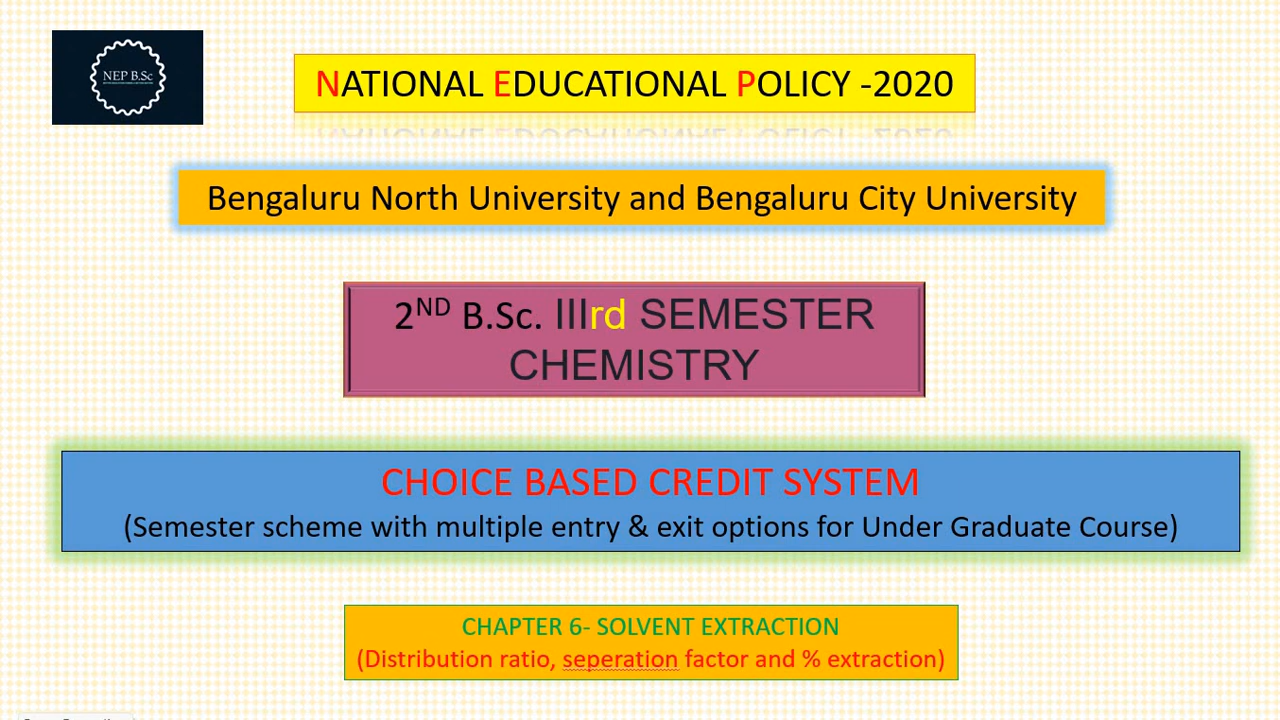 NEP B.Sc
NATIONAL EDUCATIONAL POLICY -2020
Bengaluru North University and Bengaluru City University
2ND B.Sc. IIIrd SEMESTER
CHEMISTRY
CHOICE BASED CREDIT SYSTEM
(Semester scheme with multiple entry & exit options for Under Graduate Course)
CHAPTER 6- SOLVENT EXTRACTION
(Distribution ratio, seperation factor and % extraction)